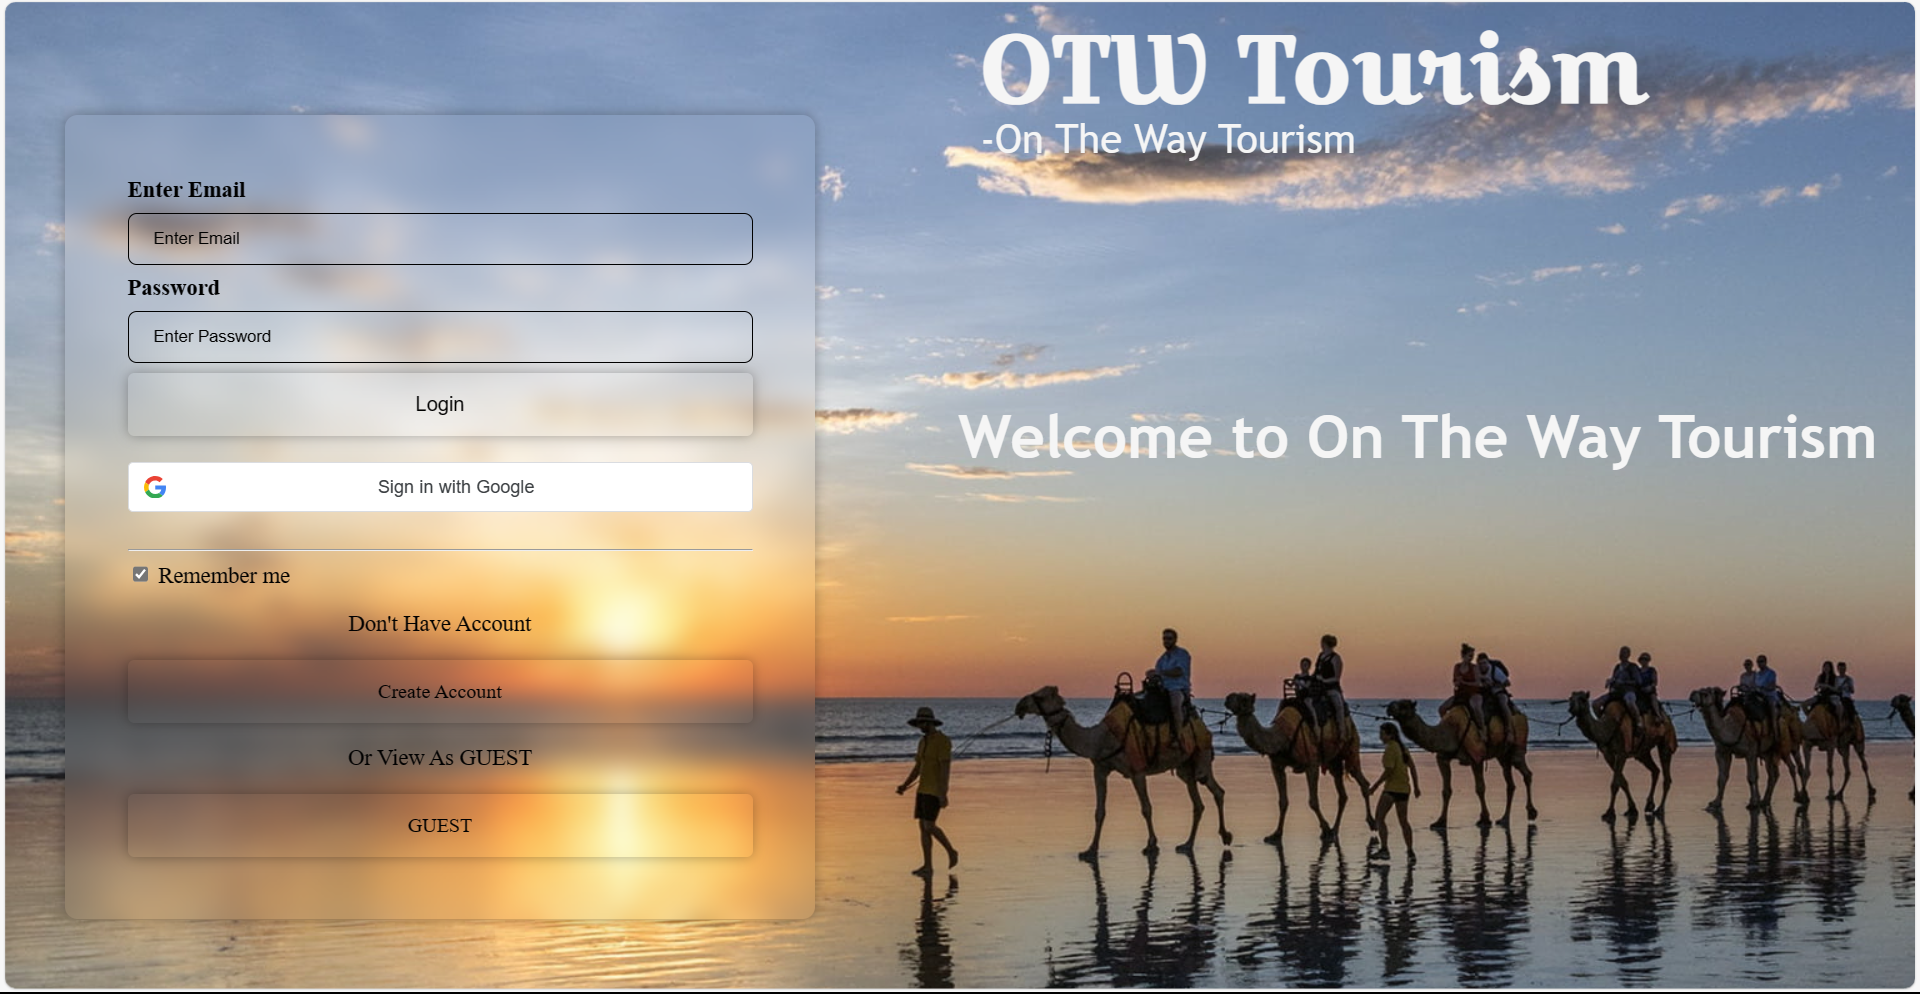 OTW Tourism
-On The Way Tourism
Enter Email
Enter Email
Password
Enter Password
Login
Sign in with Google
Remember me
Don't Have Account
Create Account
Or View As GUEST
GUEST
Welcome to On The Way Tourism